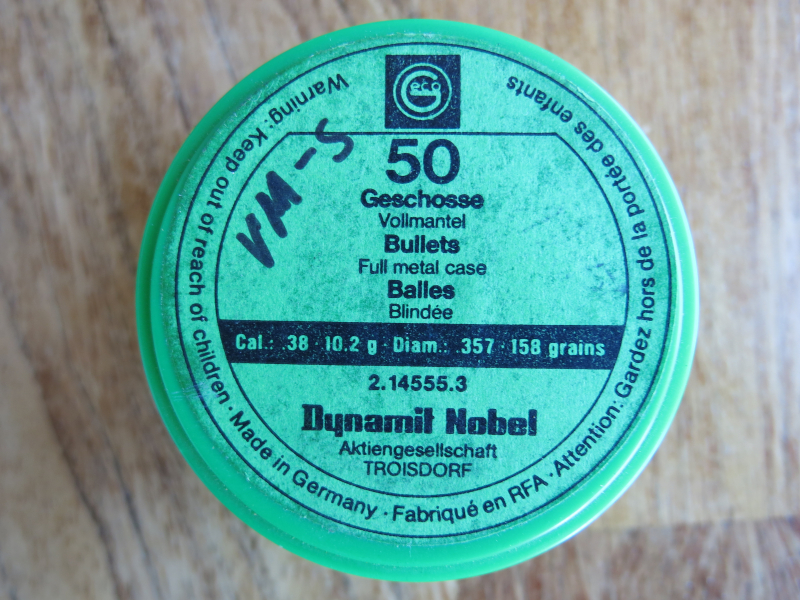 Geco
50
Geschosse
Vollmantel
Bullets
Full metal case
Balles
Blindée
Cal.: .38 · 10.2 g · Diam.: .357 · 158 grains
2.14555.3
Dynamit Nobel
Aktiengesellschaft
TROISDORF
VM-S
Warning: Keep out of reach of children · Made in Germany · Fabriqué en RFA · Attention: Gardez hors de la portée des enfants